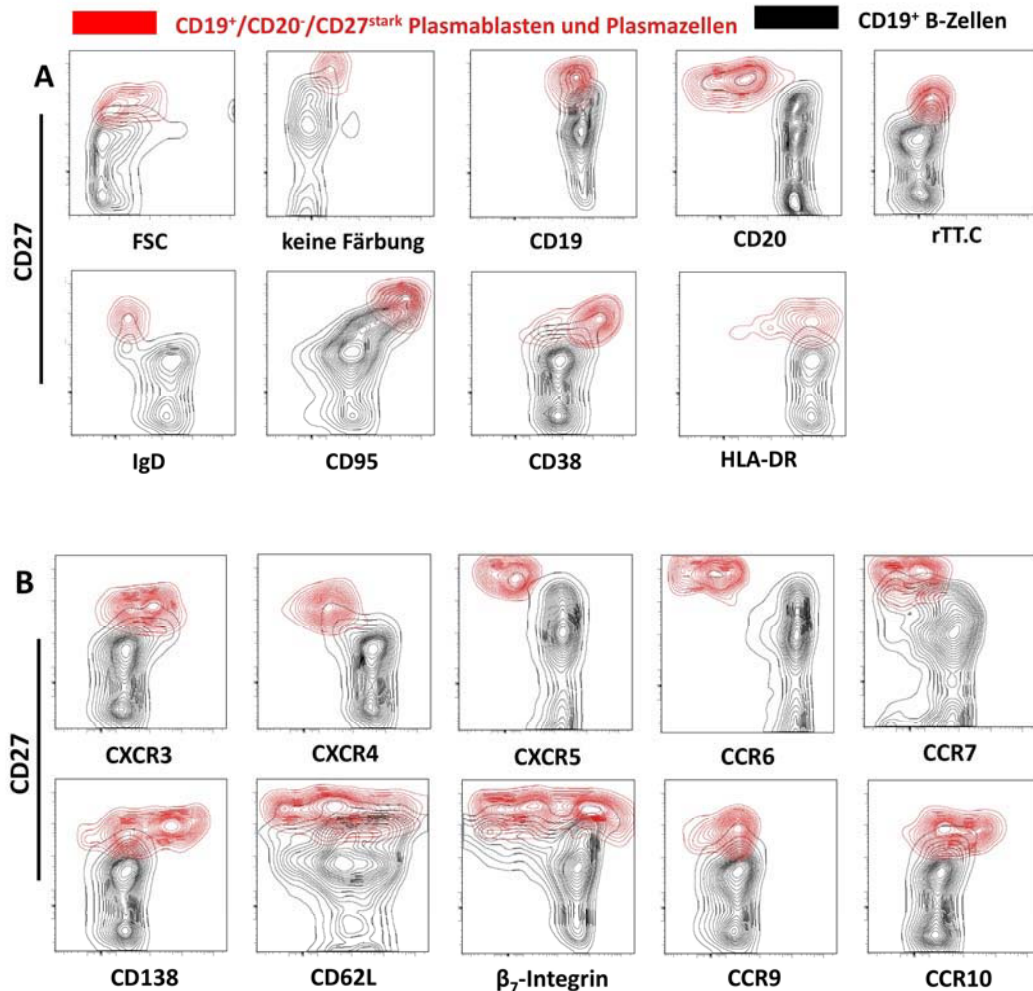 CD19⁺/CD20⁻/CD27ˢᵗᵃʳᵏ Plasmablasten und Plasmazellen
CD19⁺ B-Zellen
A
CD27
FSC
keine Färbung
CD19
CD20
rTT.C
IgD
CD95
CD38
HLA-DR
B
CD27
CXCR3
CXCR4
CXCR5
CCR6
CCR7
CD138
CD62L
β₇-Integrin
CCR9
CCR10